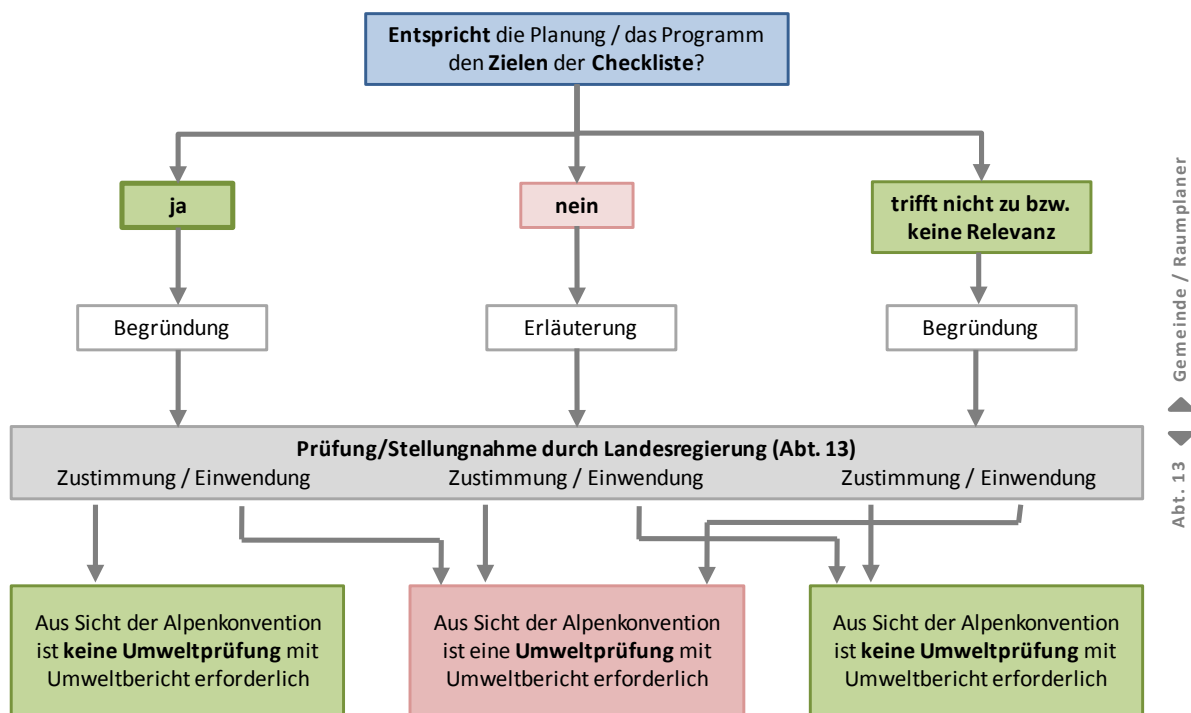 Entspricht die Planung / das Programm
den Zielen der Checkliste?
ja
nein
trifft nicht zu bzw.
keine Relevanz
Begründung
Erläuterung
Begründung
Prüfung/Stellungnahme durch Landesregierung (Abt. 13)
Zustimmung / Einwendung
Zustimmung / Einwendung
Zustimmung / Einwendung
Aus Sicht der Alpenkonvention
ist keine Umweltprüfung mit
Umweltbericht erforderlich
Aus Sicht der Alpenkonvention
ist eine Umweltprüfung mit
Umweltbericht erforderlich
Aus Sicht der Alpenkonvention
ist keine Umweltprüfung mit
Umweltbericht erforderlich
Abt. 13 Gemeinde / Raumplaner